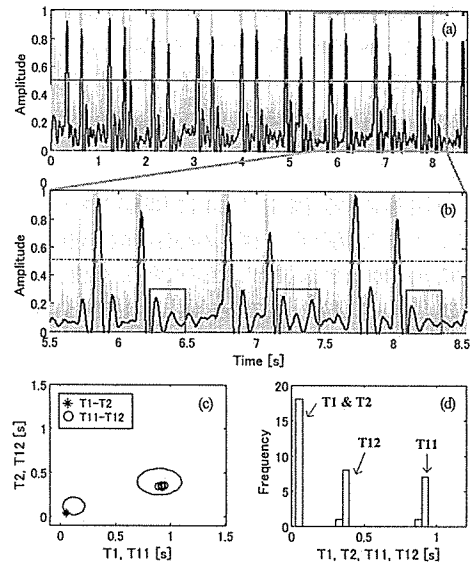 (a)
Amplitude
1
0.8
0.6
0.4
0.2
0
0 1 2 3 4 5 6 7 8
0
(b)
Amplitude
0.8
0.6
0.4
0.2
0
5.5 6 6.5 7 7.5 8 8.5
Time [s]
(c)
T1-T2
T11-T12
T2, T12 [s]
1.5
1
0.5
0
0 0.5 1 1.5
T1, T11 [s]
(d)
T1 & T2
T12
T11
Frequency
20
15
10
5
0
0 0.5 1
T1, T2, T11, T12 [s]